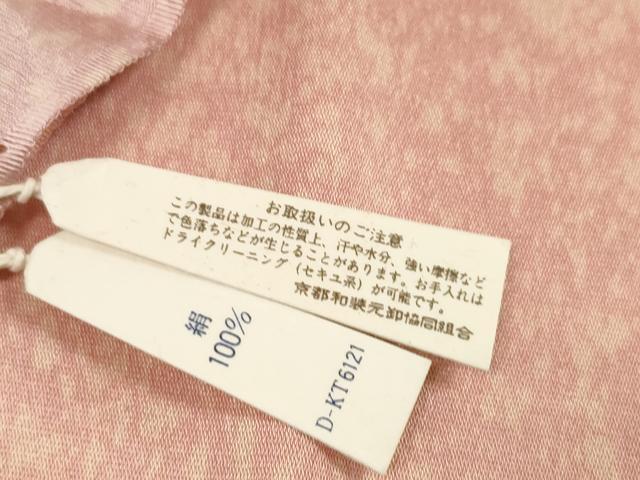 お取扱いのご注意
この製品は加工の性質上、汗や水分、強い摩擦など
で色落ちなどが生じることがあります。お手入れは
ドライクリーニング（セキユ系）が可能です。
京都和装元卸協同組合
絹
100%
D-KT6121